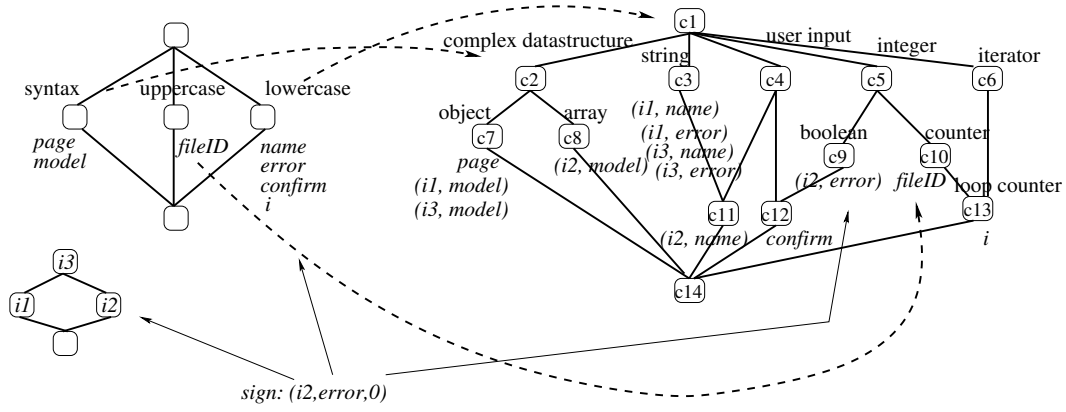 c1
complex datastructure
string
user input
integer
iterator
c2
c3
c4
c5
c6
syntax
uppercase
lowercase
page
model
fileID
name
error
confirm
i
object
array
c7
c8
page
(i1, model)
(i3, model)
(i2, model)
(i1, name)
(i1, error)
(i3, name)
(i3, error)
boolean
counter
c9
c10
(i2, error)
fileID
loop counter
c11
c12
c13
(i2, name)
confirm
i
c14
i3
i1
i2
sign: (i2,error,0)